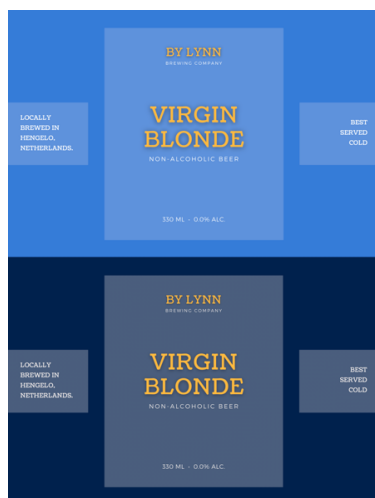 BY LYNN
BREWING COMPANY
LOCALLY
BREWED IN
HENGELO,
NETHERLANDS.
VIRGIN
BLONDE
NON-ALCOHOLIC BEER
330 ML - 0.0% ALC.
BEST
SERVED
COLD
BY LYNN
BREWING COMPANY
LOCALLY
BREWED IN
HENGELO,
NETHERLANDS.
VIRGIN
BLONDE
NON-ALCOHOLIC BEER
330 ML - 0.0% ALC.
BEST
SERVED
COLD